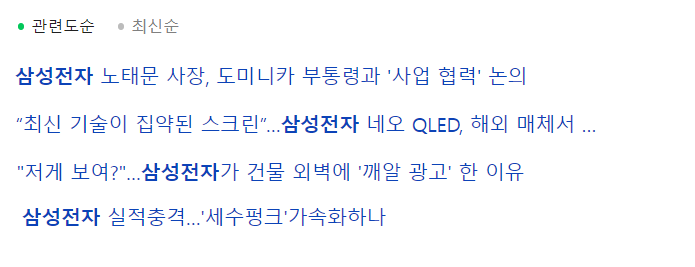 관련도순 최신순
삼성전자 노태문 사장, 도미니카 부통령과 '사업 협력' 논의
“최신 기술이 집약된 스크린”…삼성전자 네오 QLED, 해외 매체서 ...
"저게 보여?"…삼성전자가 건물 외벽에 '깨알 광고' 한 이유
삼성전자 실적충격…'세수펑크'가속화하나